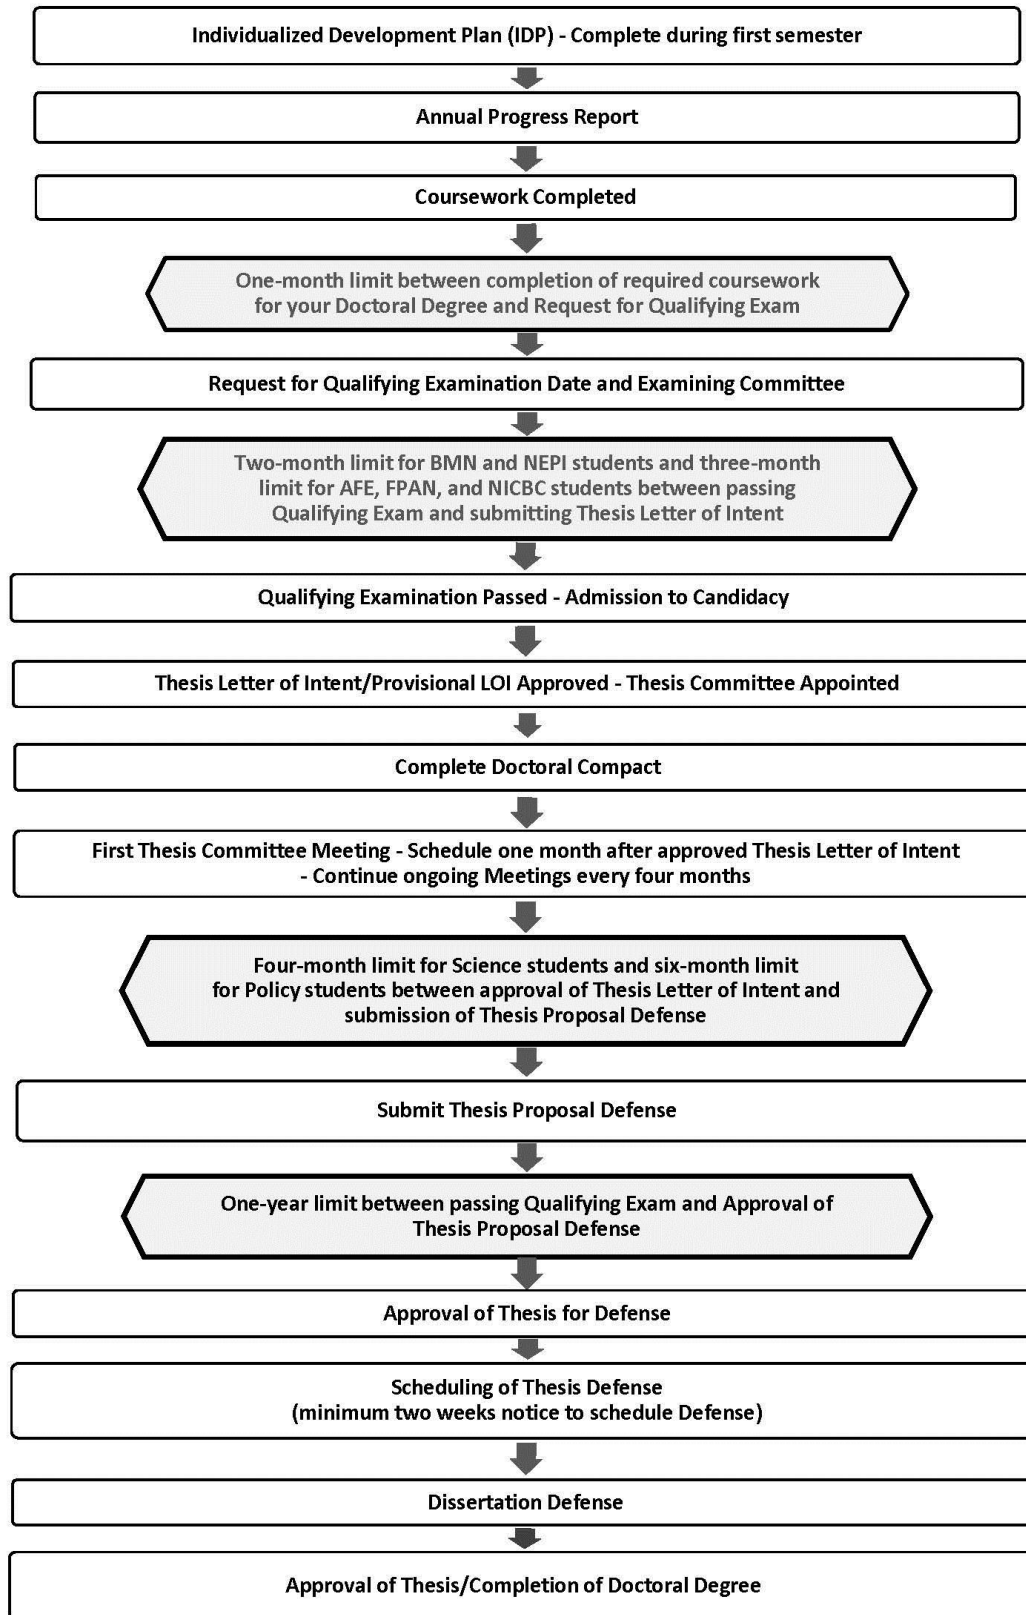 Individualized Development Plan (IDP) - Complete during first semester
Annual Progress Report
Coursework Completed
One-month limit between completion of required coursework
for your Doctoral Degree and Request for Qualifying Exam
Request for Qualifying Examination Date and Examining Committee
Two-month limit for BMN and NEPI students and three-month
limit for AFE, FPAN, and NICBC students between passing
Qualifying Exam and submitting Thesis Letter of Intent
Qualifying Examination Passed - Admission to Candidacy
Thesis Letter of Intent/Provisional LOI Approved - Thesis Committee Appointed
Complete Doctoral Compact
First Thesis Committee Meeting - Schedule one month after approved Thesis Letter of Intent
- Continue ongoing Meetings every four months
Four-month limit for Science students and six-month limit
for Policy students between approval of Thesis Letter of Intent and
submission of Thesis Proposal Defense
Submit Thesis Proposal Defense
One-year limit between passing Qualifying Exam and Approval of
Thesis Proposal Defense
Approval of Thesis for Defense
Scheduling of Thesis Defense
(minimum two weeks notice to schedule Defense)
Dissertation Defense
Approval of Thesis/Completion of Doctoral Degree